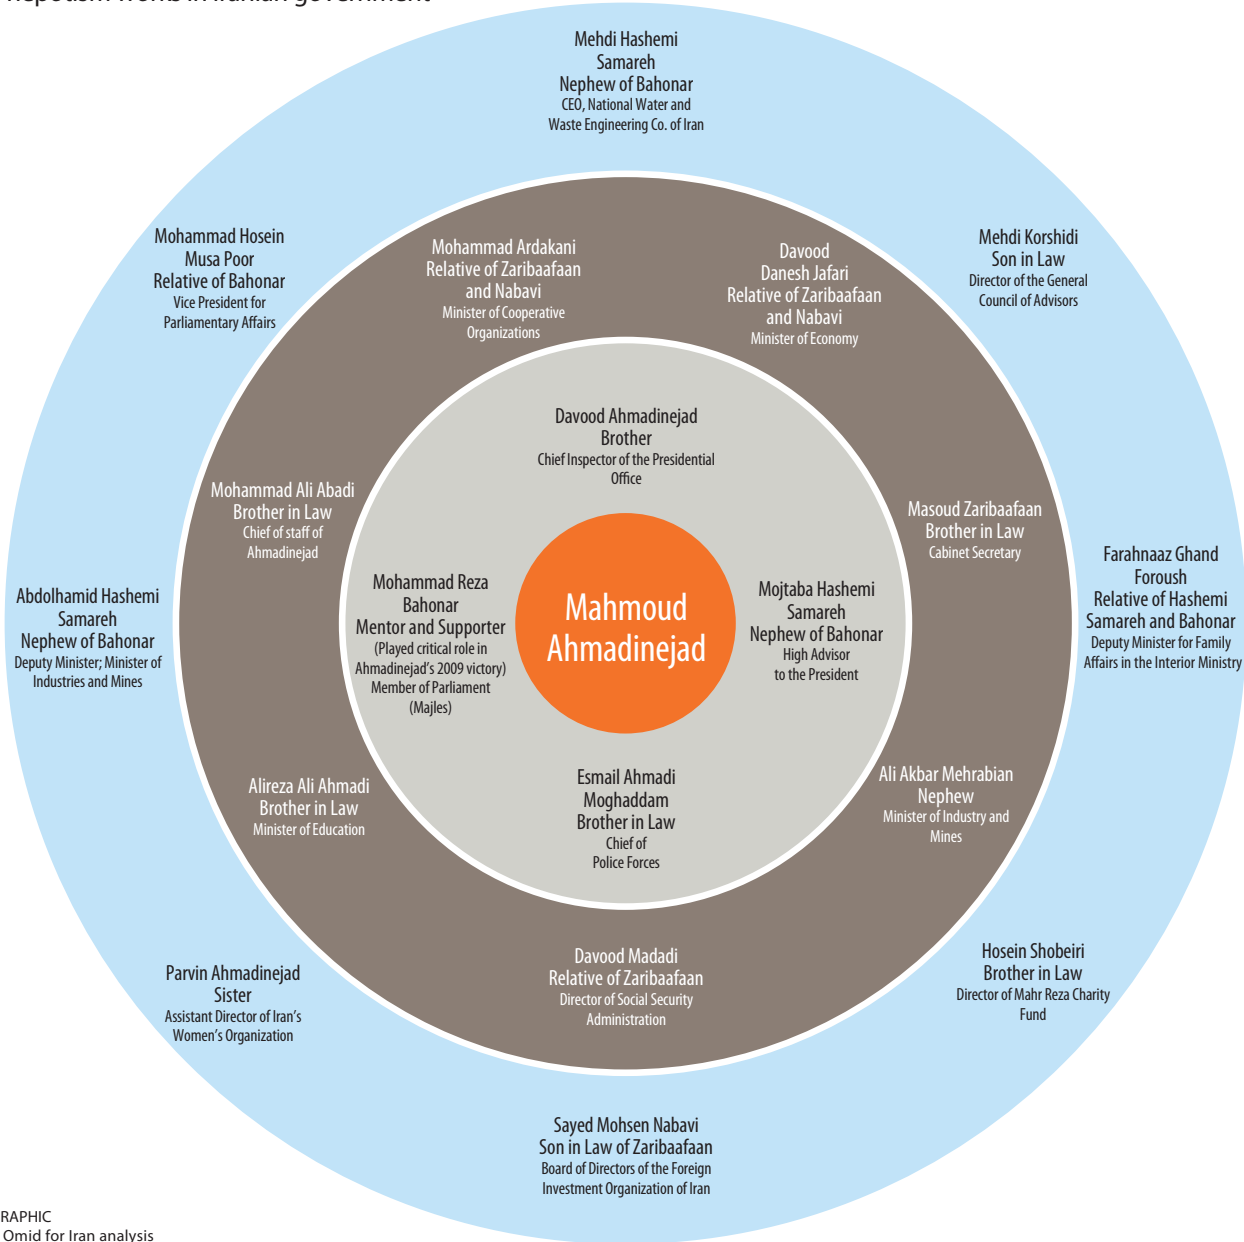 nepotism works in Iranian government
Mehdi Hashemi
Samareh
Nephew of Bahonar
CEO, National Water and
Waste Engineering Co. of Iran
Mohammad Hosein
Musa Poor
Relative of Bahonar
Vice President for
Parliamentary Affairs
Mohammad Ardakani
Relative of Zaribaafaan
and Nabavi
Minister of Cooperative
Organizations
Davood
Danesh Jafari
Relative of Zaribaafaan
and Nabavi
Minister of Economy
Mehdi Korshidi
Son in Law
Director of the General
Council of Advisors
Davood Ahmadinejad
Brother
Chief Inspector of the Presidential
Office
Mohammad Ali Abadi
Brother in Law
Chief of staff of
Ahmadinejad
Masoud Zaribaafaan
Brother in Law
Cabinet Secretary
Abdolhamid Hashemi
Samareh
Nephew of Bahonar
Deputy Minister; Minister of
Industries and Mines
Mohammad Reza
Bahonar
Mentor and Supporter
(Played critical role in
Ahmadinejad's 2009 victory)
Member of Parliament
(Majles)
Mahmoud
Ahmadinejad
Mojtaba Hashemi
Samareh
Nephew of Bahonar
High Advisor
to the President
Farahnaaz Ghand
Foroush
Relative of Hashemi
Samareh and Bahonar
Deputy Minister for Family
Affairs in the Interior Ministry
Alireza Ali Ahmadi
Brother in Law
Minister of Education
Esmail Ahmadi
Moghaddam
Brother in Law
Chief of
Police Forces
Ali Akbar Mehrabian
Nephew
Minister of Industry and
Mines
Parvin Ahmadinejad
Sister
Assistant Director of Iran's
Women's Organization
Davood Madadi
Relative of Zaribaafaan
Director of Social Security
Administration
Hosein Shobeiri
Brother in Law
Director of Mahr Reza Charity
Fund
Sayed Mohsen Nabavi
Son in Law of Zaribaafaan
Board of Directors of the Foreign
Investment Organization of Iran
RAPHIC
Omid for Iran analysis